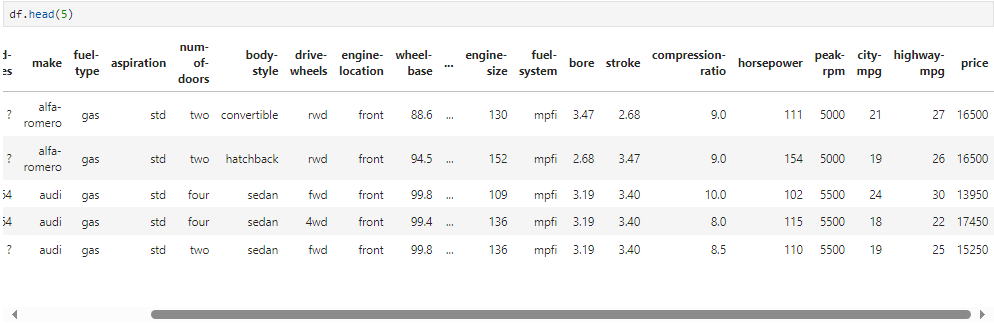 df.head(5)
d-es make fuel-type aspiration num-of-doors body-style drive-wheels engine-location wheel-base ... engine-size fuel-system bore stroke compression-ratio horsepower peak-rpm city-mpg highway-mpg price
? alfa-romero gas std two convertible rwd front 88.6 ... 130 mpfi 3.47 2.68 9.0 111 5000 21 27 16500
? alfa-romero gas std two hatchback rwd front 94.5 ... 152 mpfi 2.68 3.47 9.0 154 5000 19 26 16500
54 audi gas std four sedan fwd front 99.8 ... 109 mpfi 3.19 3.40 10.0 102 5500 24 30 13950
54 audi gas std four sedan 4wd front 99.4 ... 136 mpfi 3.19 3.40 8.0 115 5500 18 22 17450
? audi gas std two sedan fwd front 99.8 ... 136 mpfi 3.19 3.40 8.5 110 5500 19 25 15250